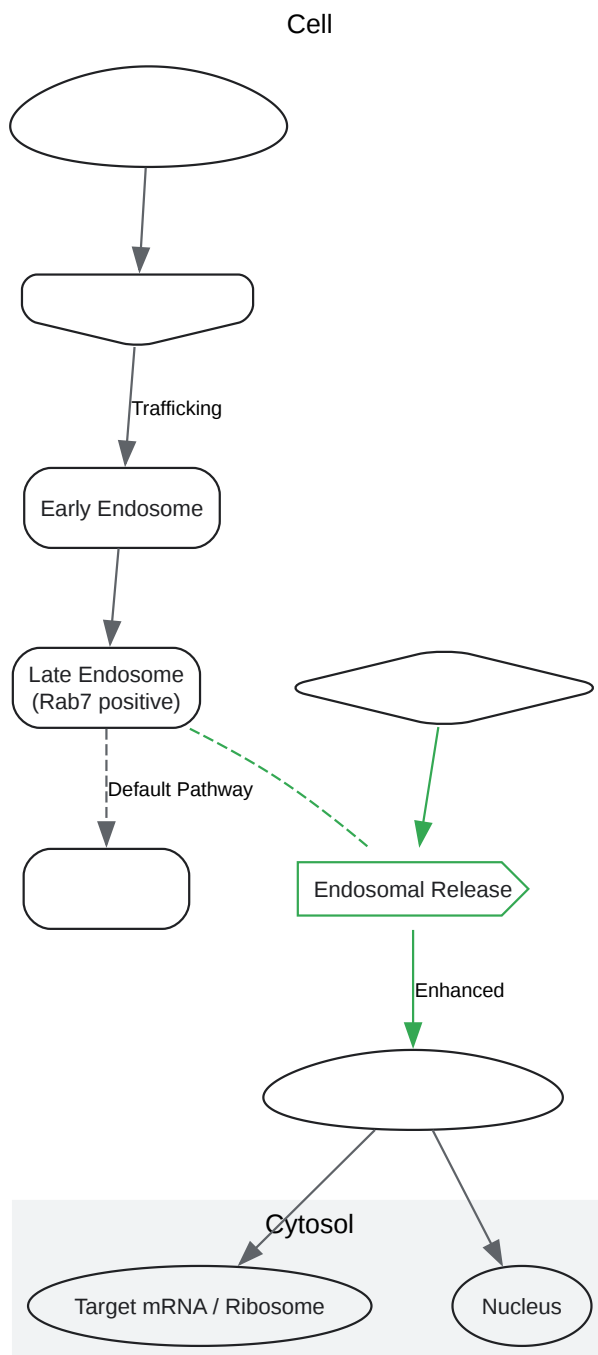 Cell
Trafficking
Early Endosome
Late Endosome
(Rab7 positive)
Default Pathway
Endosomal Release
Enhanced
Cytosol
Target mRNA / Ribosome
Nucleus